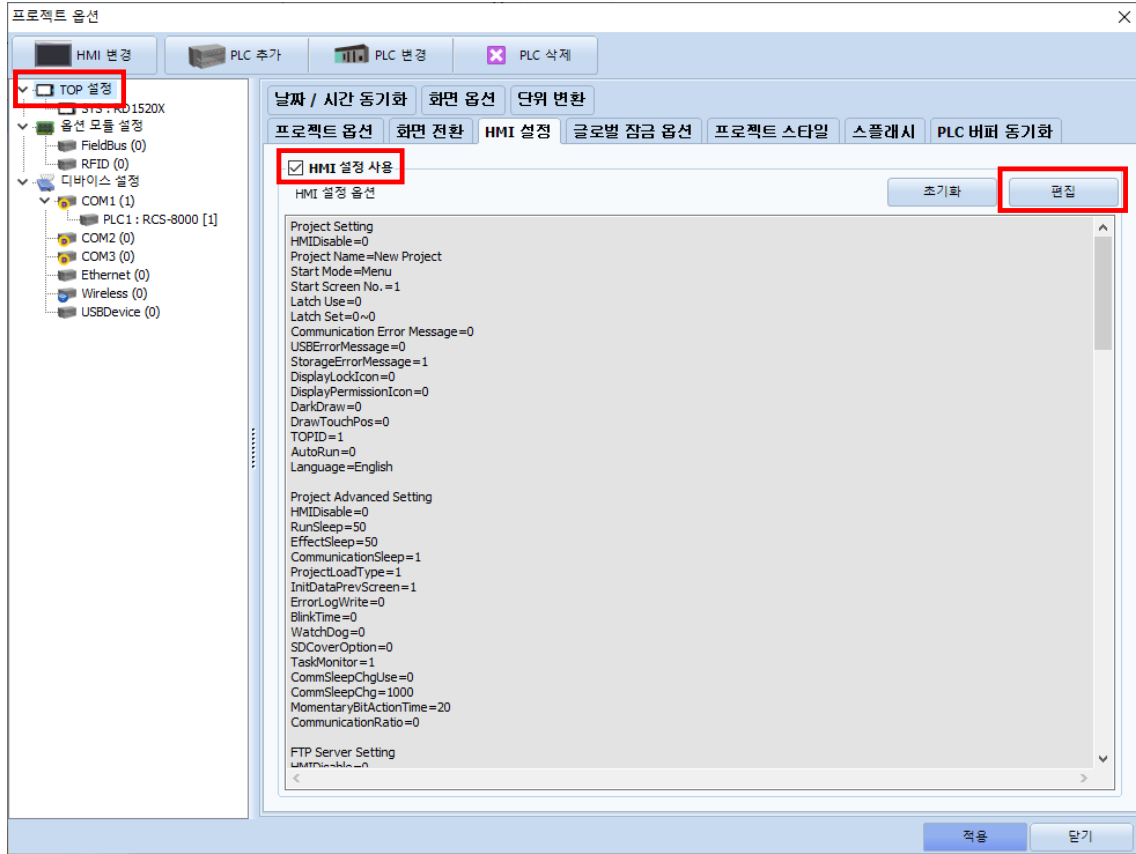 프로젝트 옵션
HMI 변경
PLC 추가
PLC 변경
PLC 삭제
TOP 설정
SYS : RD1520X
옵션 모듈 설정
FieldBus (0)
RFID (0)
디바이스 설정
COM1 (1)
PLC1 : RCS-8000 [1]
COM2 (0)
COM3 (0)
Ethernet (0)
Wireless (0)
USBDevice (0)
날짜 / 시간 동기화 화면 옵션 단위 변환
프로젝트 옵션 화면 전환 HMI 설정 글로벌 잠금 옵션 프로젝트 스타일 스플래시 PLC 버퍼 동기화
HMI 설정 사용
HMI 설정 옵션
초기화
편집
Project Setting
HMIDisable=0
Project Name=New Project
Start Mode=Menu
Start Screen No.=1
Latch Use=0
Latch Set=0~0
Communication Error Message=0
USBErrorMessage=0
StorageErrorMessage=1
DisplayLockIcon=0
DisplayPermissionIcon=0
DarkDraw=0
DrawTouchPos=0
TOPID=1
AutoRun=0
Language=English
Project Advanced Setting
HMIDisable=0
RunSleep=50
EffectSleep=50
CommunicationSleep=1
ProjectLoadType=1
InitDataPrevScreen=1
ErrorLogWrite=0
BlinkTime=0
WatchDog=0
SDCoverOption=0
TaskMonitor=1
CommSleepChgUse=0
CommSleepChg=1000
MomentaryBitActionTime=20
CommunicationRatio=0
FTP Server Setting
HMIDisable=0
적용
닫기